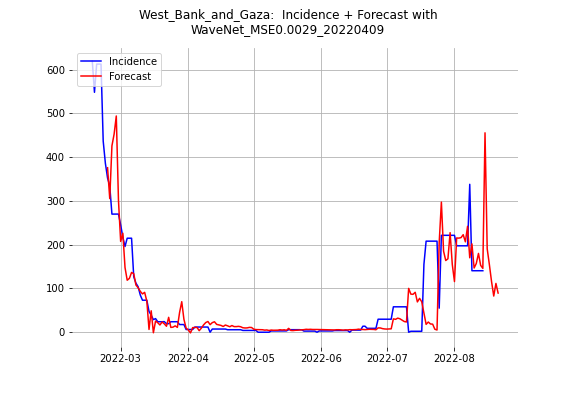 West_Bank_and_Gaza:  Incidence + Forecast with
WaveNet_MSE0.0029_20220409
Incidence
Forecast
600
500
400
300
200
100
0
2022-03 2022-04 2022-05 2022-06 2022-07 2022-08